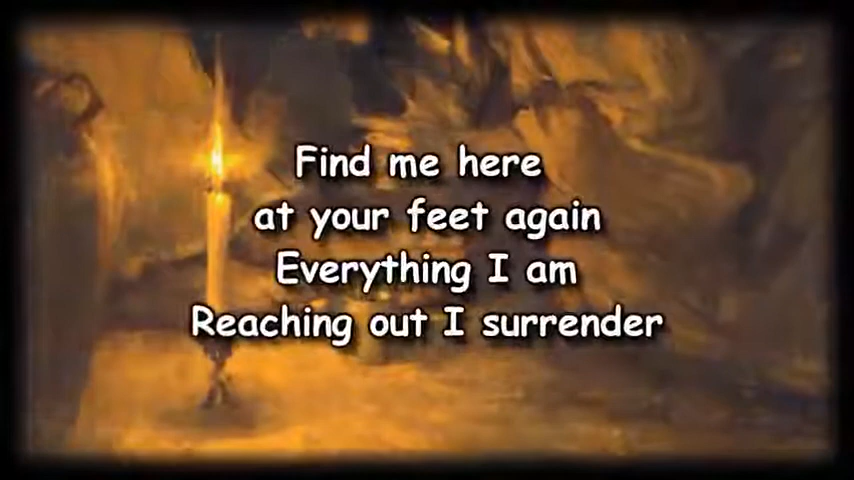 Find me here
at your feet again
Everything I am
Reaching out I surrender